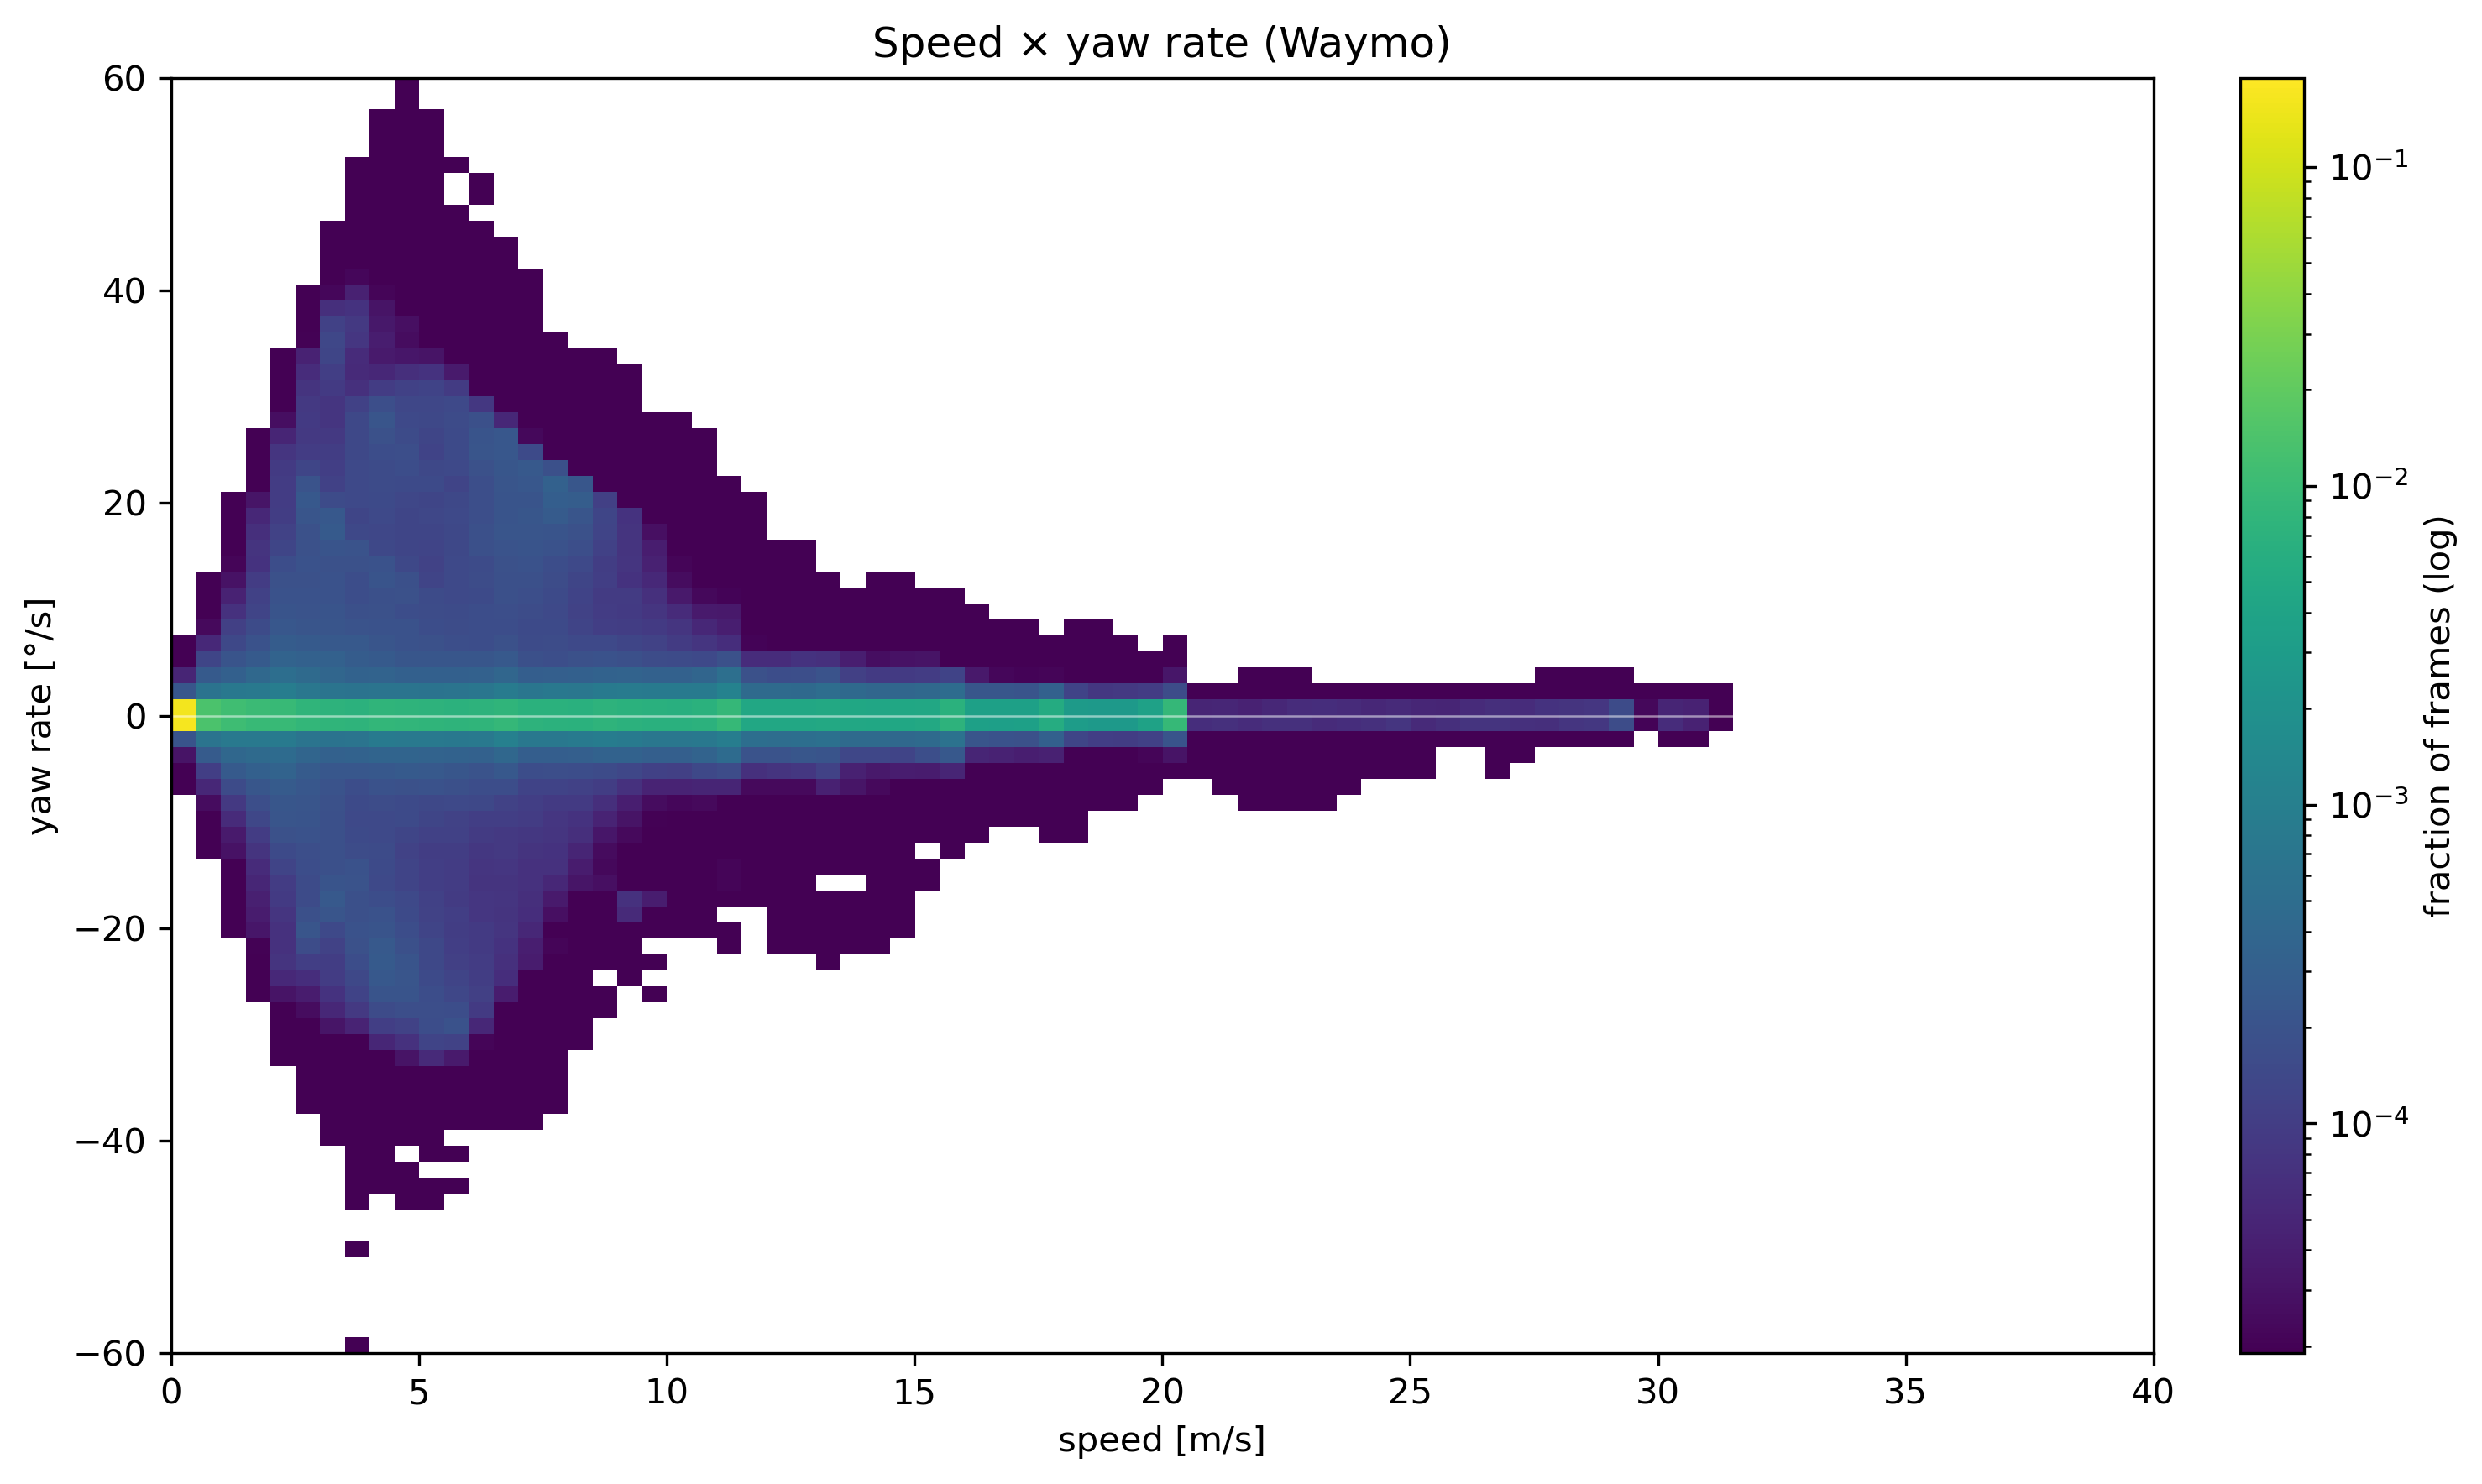 Speed × yaw rate (Waymo)
60
40
20
0
−20
−40
−60
yaw rate [°/s]
0 5 10 15 20 25 30 35 40
speed [m/s]
10⁻¹
10⁻²
10⁻³
10⁻⁴
fraction of frames (log)